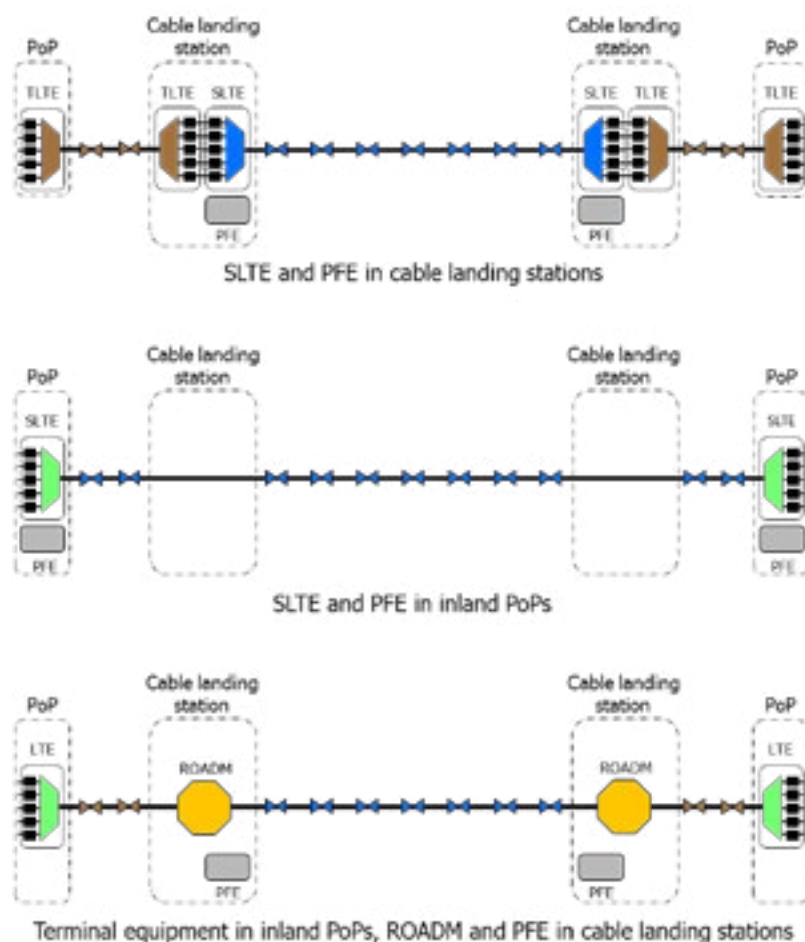 Cable landing
station
Cable landing
station
PoP
PoP
TLTE
TLTE
SLTE
SLTE
TLTE
TLTE
PFE
PFE
SLTE and PFE in cable landing stations
Cable landing
station
Cable landing
station
PoP
PoP
SLTE
SLTE
PFE
PFE
SLTE and PFE in inland PoPs
Cable landing
station
Cable landing
station
PoP
PoP
LTE
ROADM
ROADM
LTE
PFE
PFE
Terminal equipment in inland PoPs, ROADM and PFE in cable landing stations